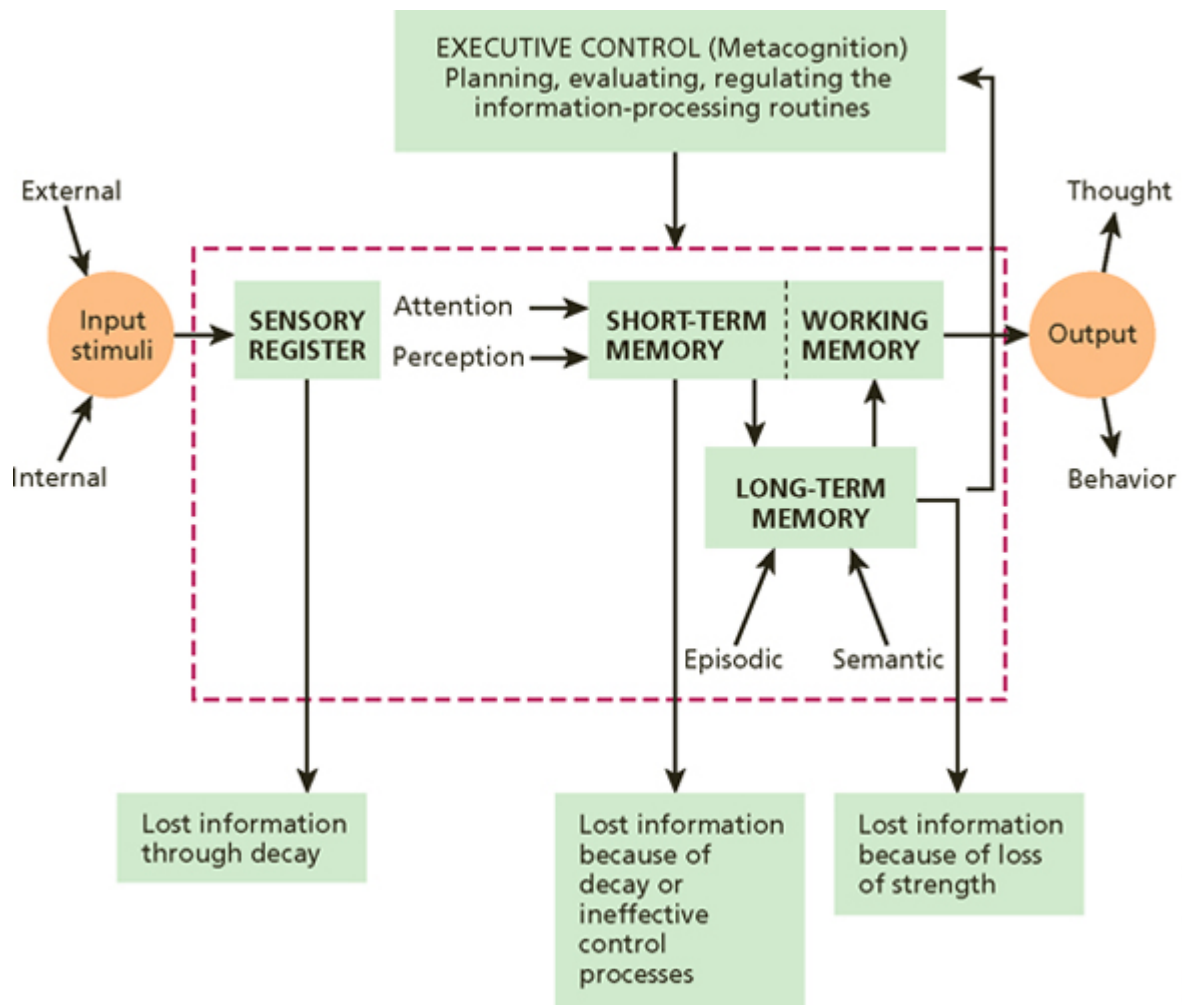 EXECUTIVE CONTROL (Metacognition)
Planning, evaluating, regulating the
information-processing routines
External
Thought
Input
stimuli
SENSORY
REGISTER
Attention
Perception
SHORT-TERM
MEMORY
WORKING
MEMORY
Output
Internal
LONG-TERM
MEMORY
Behavior
Episodic
Semantic
Lost information
through decay
Lost information
because of
decay or
ineffective
control
processes
Lost information
because of loss
of strength